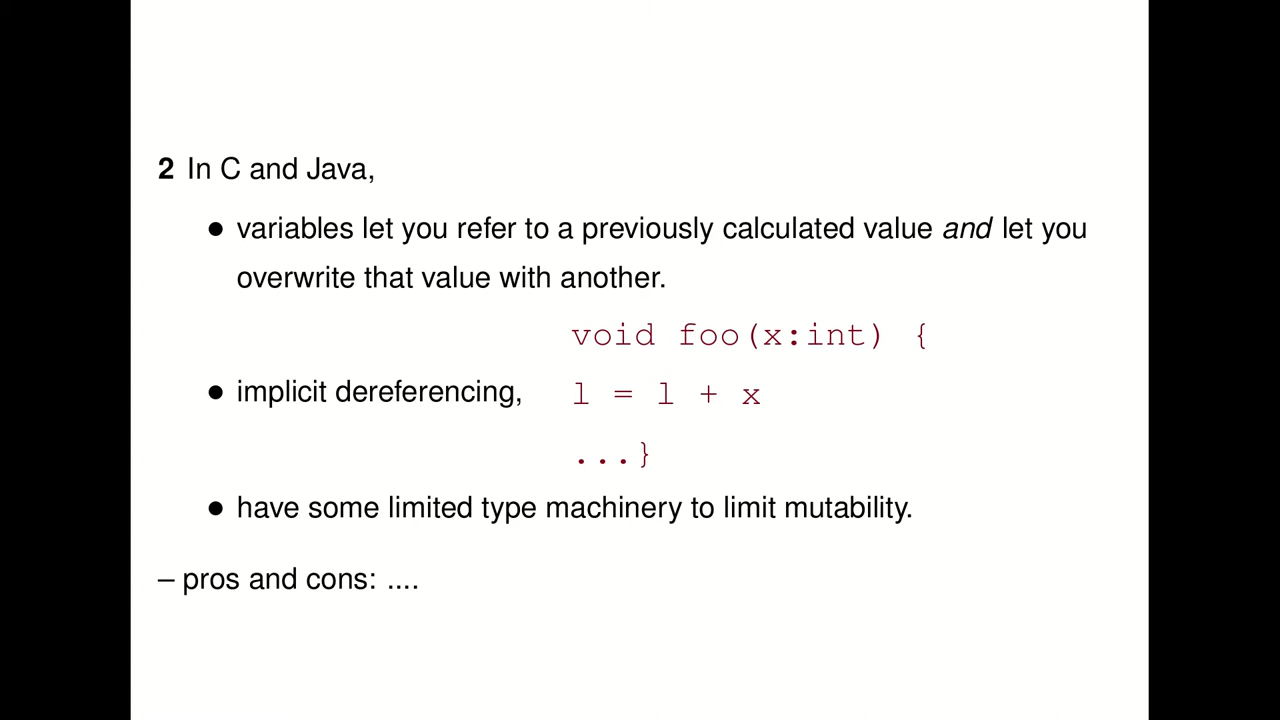 2 In C and Java,
● variables let you refer to a previously calculated value and let you
overwrite that value with another.
void foo(x:int) {
● implicit dereferencing, l = l + x
...}
● have some limited type machinery to limit mutability.
– pros and cons: ....